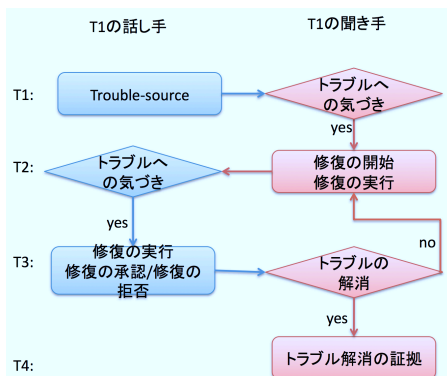 T1の話し手
T1の聞き手
T1:
Trouble-source
トラブルへ
の気づき
yes
T2:
トラブルへ
の気づき
修復の開始
修復の実行
yes
no
T3:
修復の実行
修復の承認/修復の
拒否
トラブルの
解消
yes
T4:
トラブル解消の証拠